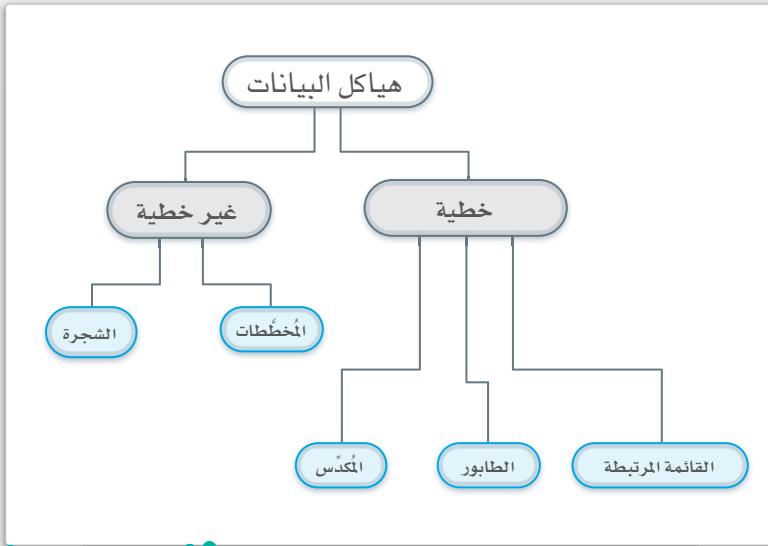 هياكل البيانات
خطية
غير خطية
المُخطَّطات
الشجرة
القائمة المرتبطة
الطابور
المُكدَّس